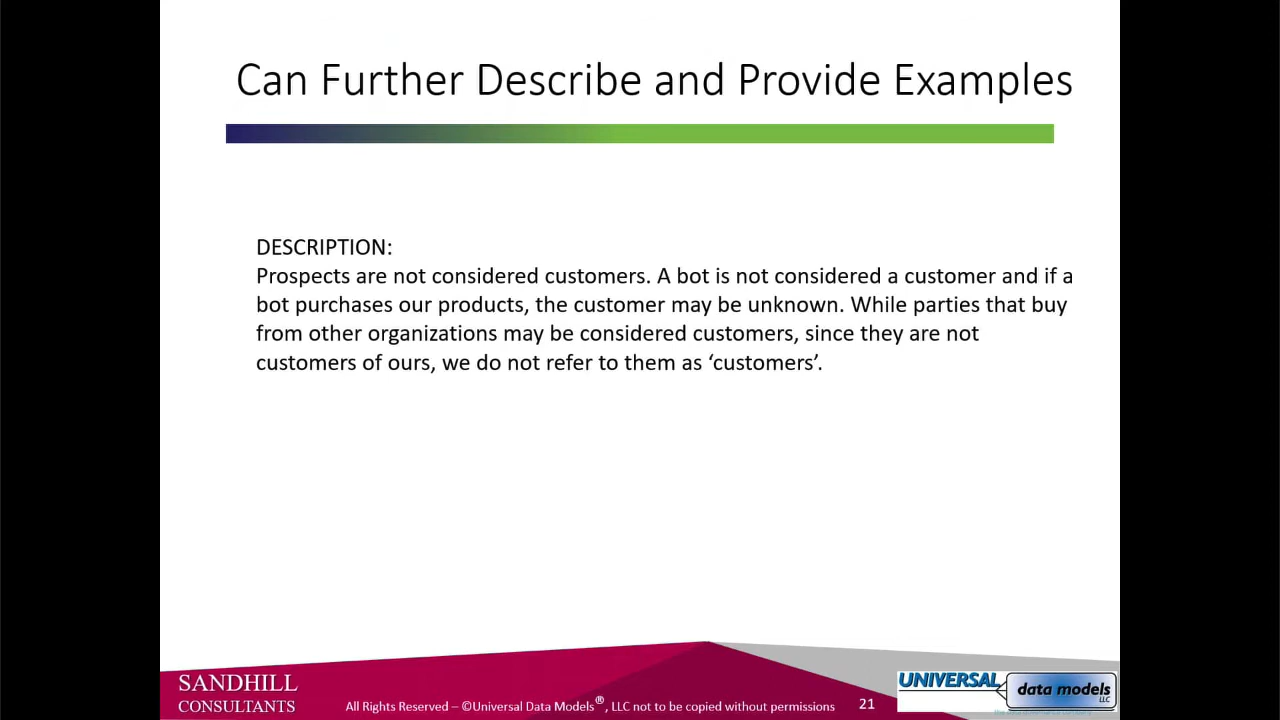 Can Further Describe and Provide Examples
DESCRIPTION:
Prospects are not considered customers. A bot is not considered a customer and if a
bot purchases our products, the customer may be unknown. While parties that buy
from other organizations may be considered customers, since they are not
customers of ours, we do not refer to them as ‘customers’.
SANDHILL
CONSULTANTS
All Rights Reserved – ©Universal Data Models®, LLC not to be copied without permissions
21
UNIVERSAL
data models
LLC